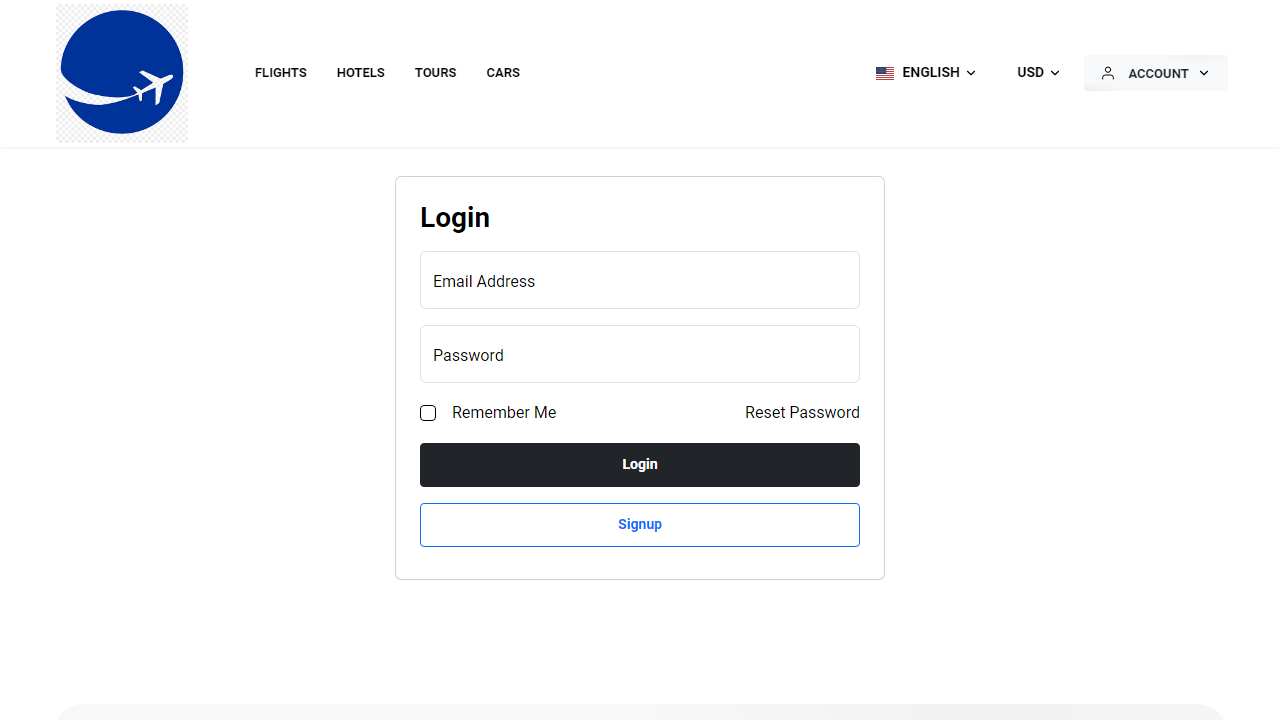 FLIGHTS HOTELS TOURS CARS ENGLISH USD ACCOUNT
Login
Email Address
Password
Remember Me Reset Password
Login
Signup